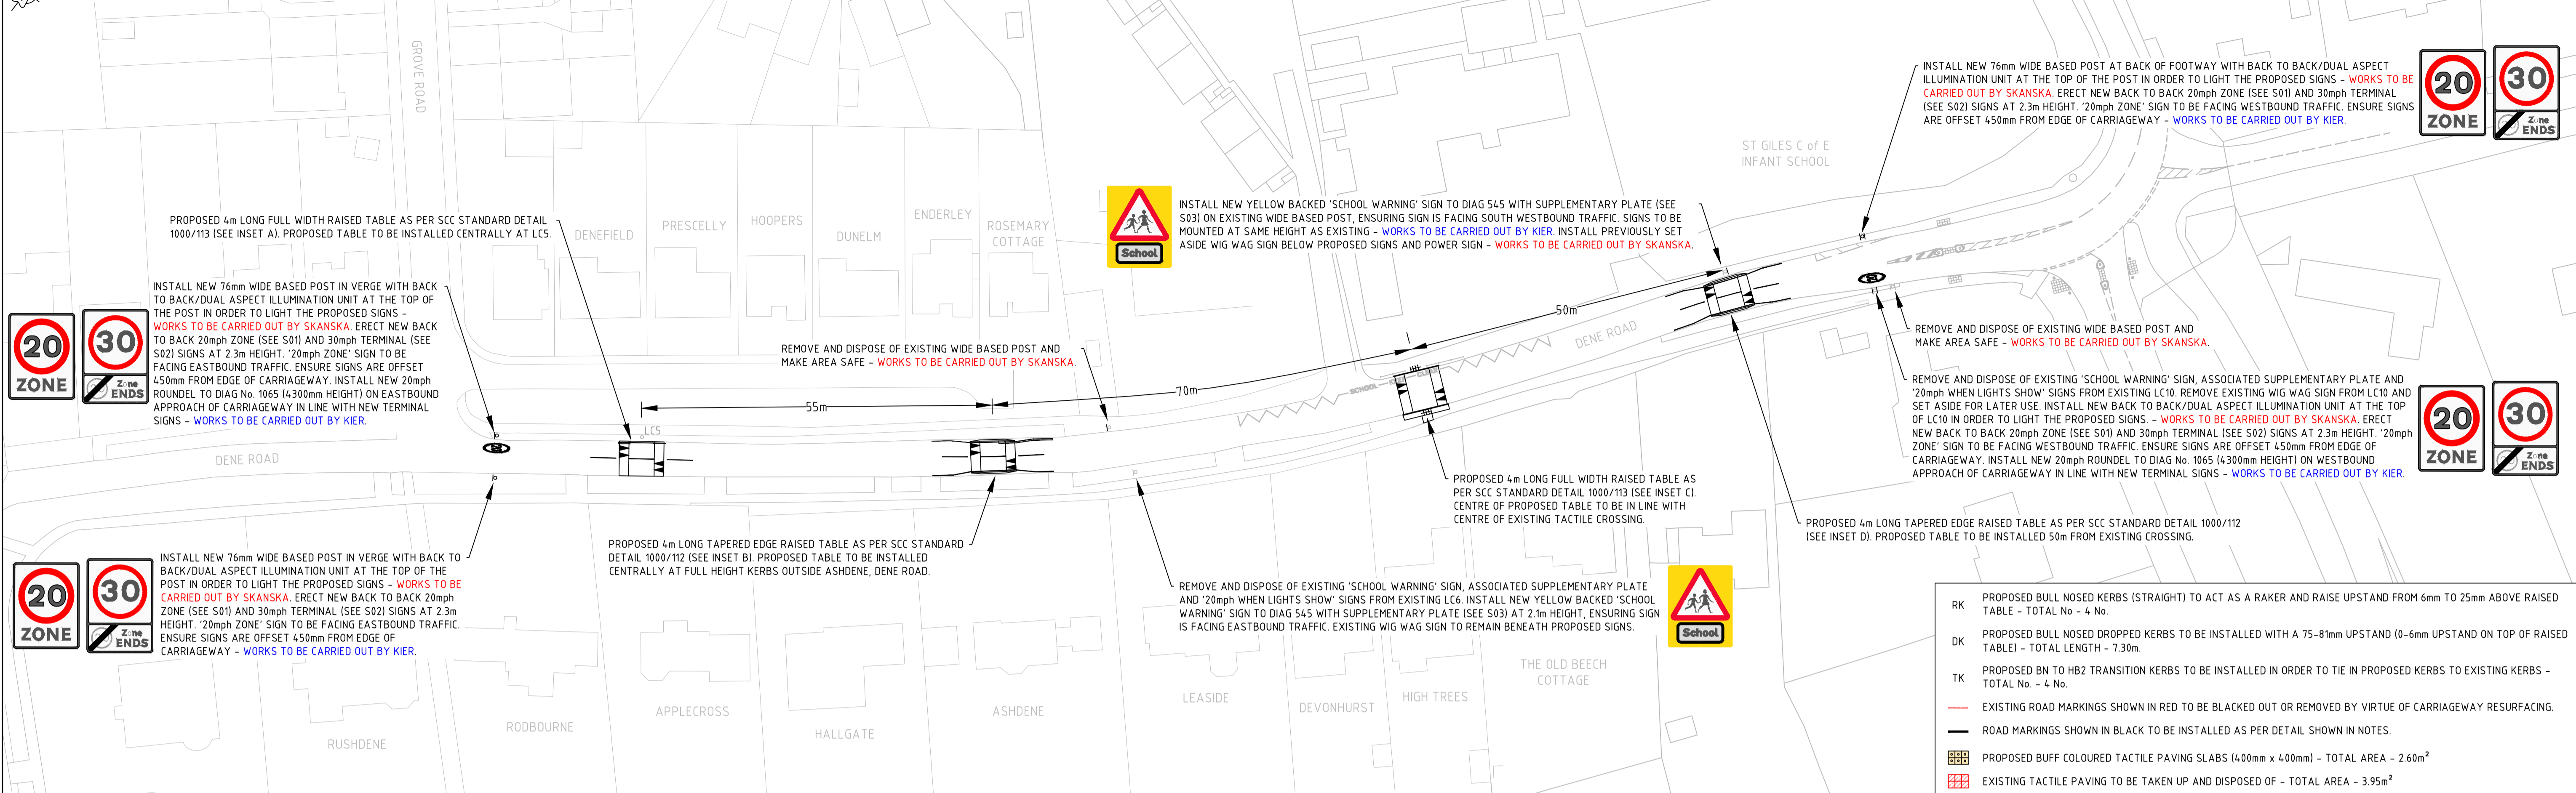 GROVE ROAD
INSTALL NEW 76mm WIDE BASED POST AT BACK OF FOOTWAY WITH BACK TO BACK/DUAL ASPECT
ILLUMINATION UNIT AT THE TOP OF THE POST IN ORDER TO LIGHT THE PROPOSED SIGNS – WORKS TO BE
CARRIED OUT BY SKANSKA. ERECT NEW BACK TO BACK 20mph ZONE (SEE S01) AND 30mph TERMINAL
(SEE S02) SIGNS AT 2.3m HEIGHT. '20mph ZONE' SIGN TO BE FACING WESTBOUND TRAFFIC. ENSURE SIGNS
ARE OFFSET 450mm FROM EDGE OF CARRIAGEWAY – WORKS TO BE CARRIED OUT BY KIER.
20
ZONE
30
Zone
ENDS
ST GILES C of E
INFANT SCHOOL
School
INSTALL NEW YELLOW BACKED 'SCHOOL WARNING' SIGN TO DIAG 545 WITH SUPPLEMENTARY PLATE (SEE
S03) ON EXISTING WIDE BASED POST, ENSURING SIGN IS FACING SOUTH WESTBOUND TRAFFIC. SIGNS TO BE
MOUNTED AT SAME HEIGHT AS EXISTING – WORKS TO BE CARRIED OUT BY KIER. INSTALL PREVIOUSLY SET
ASIDE WIG WAG SIGN BELOW PROPOSED SIGNS AND POWER SIGN – WORKS TO BE CARRIED OUT BY SKANSKA.
PROPOSED 4m LONG FULL WIDTH RAISED TABLE AS PER SCC STANDARD DETAIL
1000/113 (SEE INSET A). PROPOSED TABLE TO BE INSTALLED CENTRALLY AT LC5.
DENEFIELD
PRESCELLY
HOOPERS
DUNELM
ENDERLEY
ROSEMARY
COTTAGE
20
ZONE
30
Zone
ENDS
INSTALL NEW 76mm WIDE BASED POST IN VERGE WITH BACK
TO BACK/DUAL ASPECT ILLUMINATION UNIT AT THE TOP OF
THE POST IN ORDER TO LIGHT THE PROPOSED SIGNS –
WORKS TO BE CARRIED OUT BY SKANSKA. ERECT NEW BACK
TO BACK 20mph ZONE (SEE S01) AND 30mph TERMINAL (SEE
S02) SIGNS AT 2.3m HEIGHT. '20mph ZONE' SIGN TO BE
FACING EASTBOUND TRAFFIC. ENSURE SIGNS ARE OFFSET
450mm FROM EDGE OF CARRIAGEWAY. INSTALL NEW 20mph
ROUNDEL TO DIAG No. 1065 (4300mm HEIGHT) ON EASTBOUND
APPROACH OF CARRIAGEWAY IN LINE WITH NEW TERMINAL
SIGNS – WORKS TO BE CARRIED OUT BY KIER.
REMOVE AND DISPOSE OF EXISTING WIDE BASED POST AND
MAKE AREA SAFE – WORKS TO BE CARRIED OUT BY SKANSKA.
50m
DENE ROAD
70m
55m
SCHOOL KEEP CLEAR
LC5
DENE ROAD
REMOVE AND DISPOSE OF EXISTING WIDE BASED POST AND
MAKE AREA SAFE – WORKS TO BE CARRIED OUT BY SKANSKA.
REMOVE AND DISPOSE OF EXISTING 'SCHOOL WARNING' SIGN, ASSOCIATED SUPPLEMENTARY PLATE AND
'20mph WHEN LIGHTS SHOW' SIGNS FROM EXISTING LC10. REMOVE EXISTING WIG WAG SIGN FROM LC10 AND
SET ASIDE FOR LATER USE. INSTALL NEW BACK TO BACK/DUAL ASPECT ILLUMINATION UNIT AT THE TOP
OF LC10 IN ORDER TO LIGHT THE PROPOSED SIGNS. – WORKS TO BE CARRIED OUT BY SKANSKA. ERECT
NEW BACK TO BACK 20mph ZONE (SEE S01) AND 30mph TERMINAL (SEE S02) SIGNS AT 2.3m HEIGHT. '20mph
ZONE' SIGN TO BE FACING WESTBOUND TRAFFIC. ENSURE SIGNS ARE OFFSET 450mm FROM EDGE OF
CARRIAGEWAY. INSTALL NEW 20mph ROUNDEL TO DIAG No. 1065 (4300mm HEIGHT) ON WESTBOUND
APPROACH OF CARRIAGEWAY IN LINE WITH NEW TERMINAL SIGNS – WORKS TO BE CARRIED OUT BY KIER.
20
ZONE
30
Zone
ENDS
PROPOSED 4m LONG FULL WIDTH RAISED TABLE AS
PER SCC STANDARD DETAIL 1000/113 (SEE INSET C).
CENTRE OF PROPOSED TABLE TO BE IN LINE WITH
CENTRE OF EXISTING TACTILE CROSSING.
PROPOSED 4m LONG TAPERED EDGE RAISED TABLE AS PER SCC STANDARD DETAIL 1000/112
(SEE INSET D). PROPOSED TABLE TO BE INSTALLED 50m FROM EXISTING CROSSING.
20
ZONE
30
Zone
ENDS
INSTALL NEW 76mm WIDE BASED POST IN VERGE WITH BACK TO
BACK/DUAL ASPECT ILLUMINATION UNIT AT THE TOP OF THE
POST IN ORDER TO LIGHT THE PROPOSED SIGNS – WORKS TO BE
CARRIED OUT BY SKANSKA. ERECT NEW BACK TO BACK 20mph
ZONE (SEE S01) AND 30mph TERMINAL (SEE S02) SIGNS AT 2.3m
HEIGHT. '20mph ZONE' SIGN TO BE FACING EASTBOUND TRAFFIC.
ENSURE SIGNS ARE OFFSET 450mm FROM EDGE OF
CARRIAGEWAY – WORKS TO BE CARRIED OUT BY KIER.
PROPOSED 4m LONG TAPERED EDGE RAISED TABLE AS PER SCC STANDARD
DETAIL 1000/112 (SEE INSET B). PROPOSED TABLE TO BE INSTALLED
CENTRALLY AT FULL HEIGHT KERBS OUTSIDE ASHDENE, DENE ROAD.
REMOVE AND DISPOSE OF EXISTING 'SCHOOL WARNING' SIGN, ASSOCIATED SUPPLEMENTARY PLATE
AND '20mph WHEN LIGHTS SHOW' SIGNS FROM EXISTING LC6. INSTALL NEW YELLOW BACKED 'SCHOOL
WARNING' SIGN TO DIAG 545 WITH SUPPLEMENTARY PLATE (SEE S03) AT 2.1m HEIGHT, ENSURING SIGN
IS FACING EASTBOUND TRAFFIC. EXISTING WIG WAG SIGN TO REMAIN BENEATH PROPOSED SIGNS.
School
RUSHDENE
RODBOURNE
APPLECROSS
HALLGATE
ASHDENE
LEASIDE
DEVONHURST
HIGH TREES
THE OLD BEECH
COTTAGE
RK PROPOSED BULL NOSED KERBS (STRAIGHT) TO ACT AS A RAKER AND RAISE UPSTAND FROM 6mm TO 25mm ABOVE RAISED
TABLE – TOTAL No – 4 No.
DK PROPOSED BULL NOSED DROPPED KERBS TO BE INSTALLED WITH A 75-81mm UPSTAND (0-6mm UPSTAND ON TOP OF RAISED
TABLE) – TOTAL LENGTH – 7.30m.
TK PROPOSED BN TO HB2 TRANSITION KERBS TO BE INSTALLED IN ORDER TO TIE IN PROPOSED KERBS TO EXISTING KERBS –
TOTAL No. – 4 No.
EXISTING ROAD MARKINGS SHOWN IN RED TO BE BLACKED OUT OR REMOVED BY VIRTUE OF CARRIAGEWAY RESURFACING.
ROAD MARKINGS SHOWN IN BLACK TO BE INSTALLED AS PER DETAIL SHOWN IN NOTES.
PROPOSED BUFF COLOURED TACTILE PAVING SLABS (400mm x 400mm) – TOTAL AREA – 2.60m²
EXISTING TACTILE PAVING TO BE TAKEN UP AND DISPOSED OF – TOTAL AREA – 3.95m²